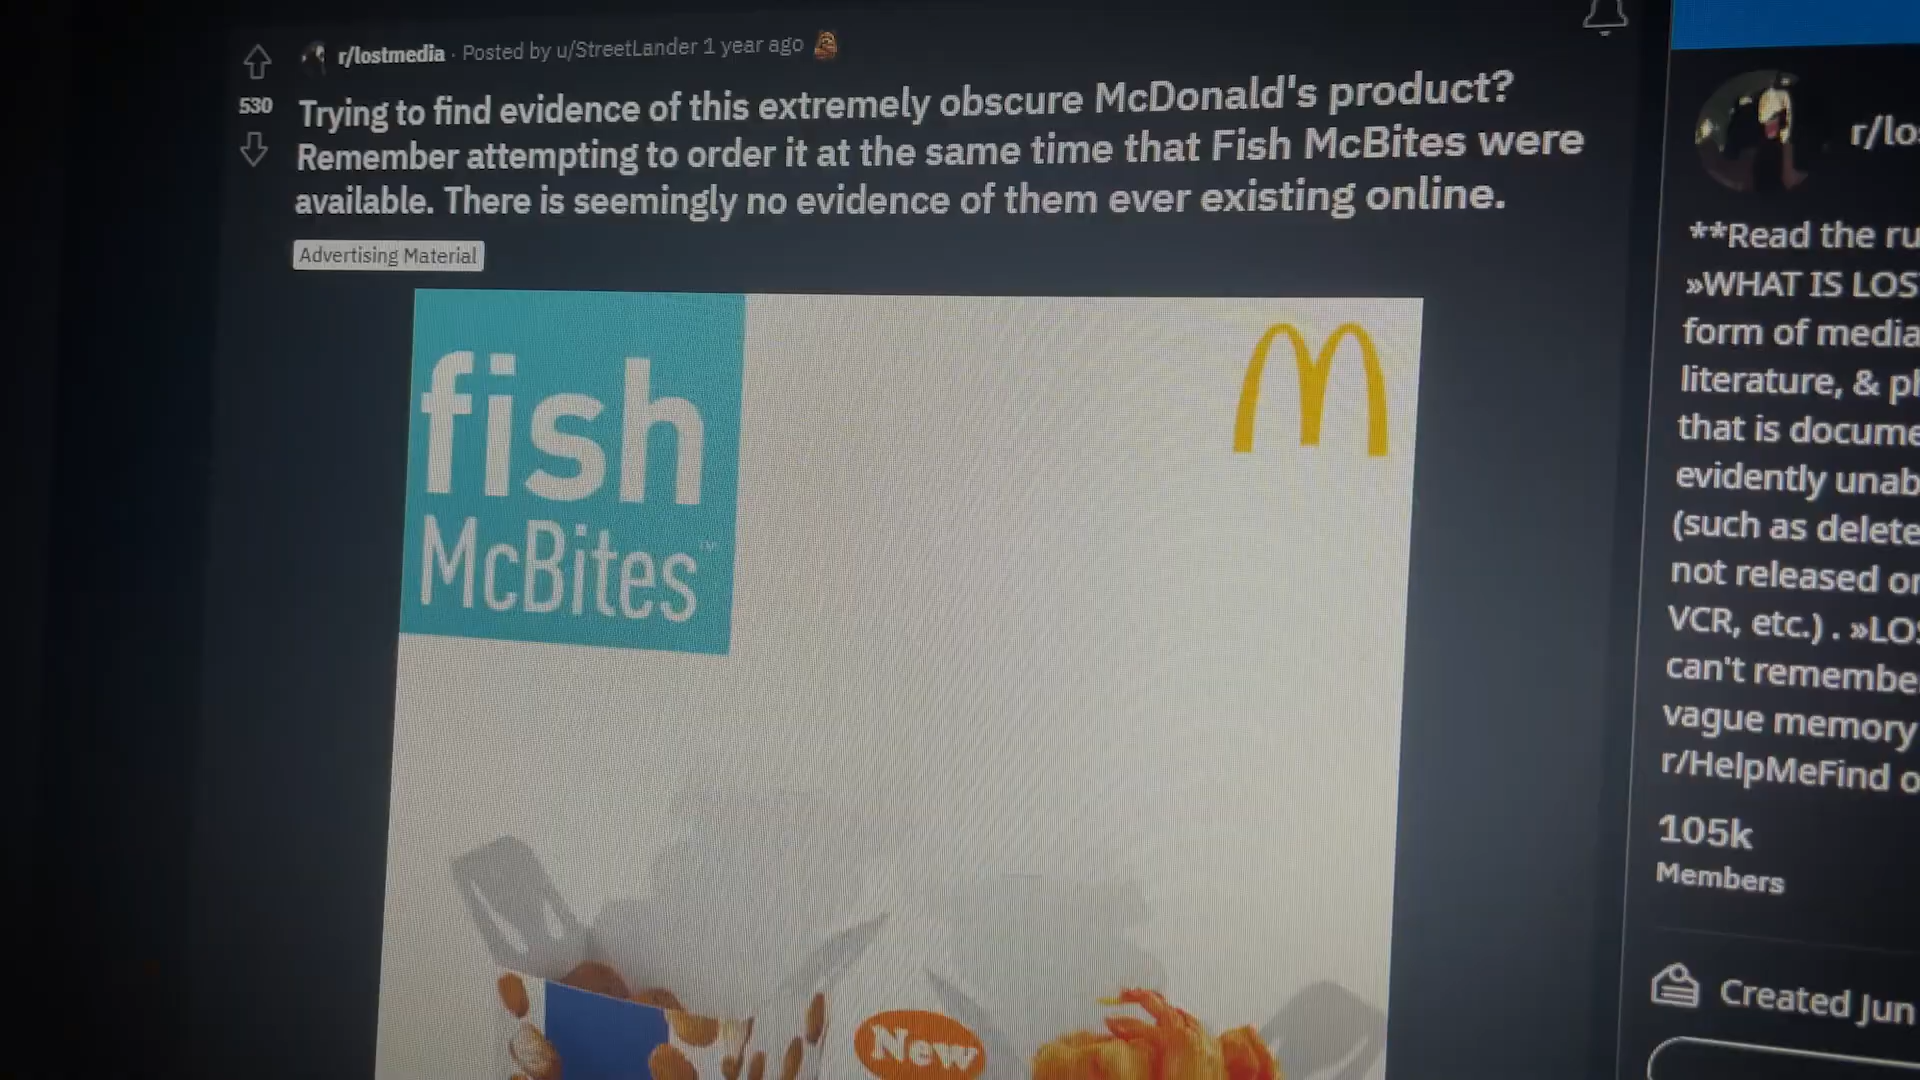 r/lostmedia · Posted by u/StreetLander 1 year ago
530
Trying to find evidence of this extremely obscure McDonald's product?
Remember attempting to order it at the same time that Fish McBites were
available. There is seemingly no evidence of them ever existing online.
Advertising Material
fish
McBites™
New
r/lo
**Read the ru
»WHAT IS LOS
form of media
literature, & ph
that is docume
evidently unab
(such as delete
not released or
VCR, etc.) . »LOS
can't remember
vague memory
r/HelpMeFind o
105k
Members
Created Jun